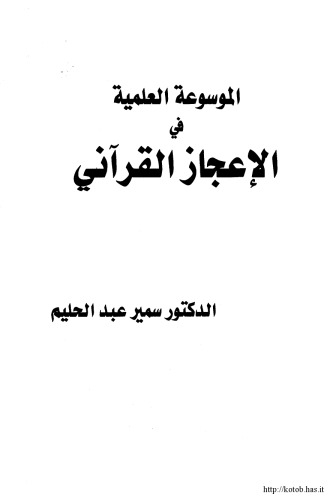 الموسوعة العلمية
في
الإعجاز القرآني
الدكتور سمير عبد الحليم
http://kotob.has.it